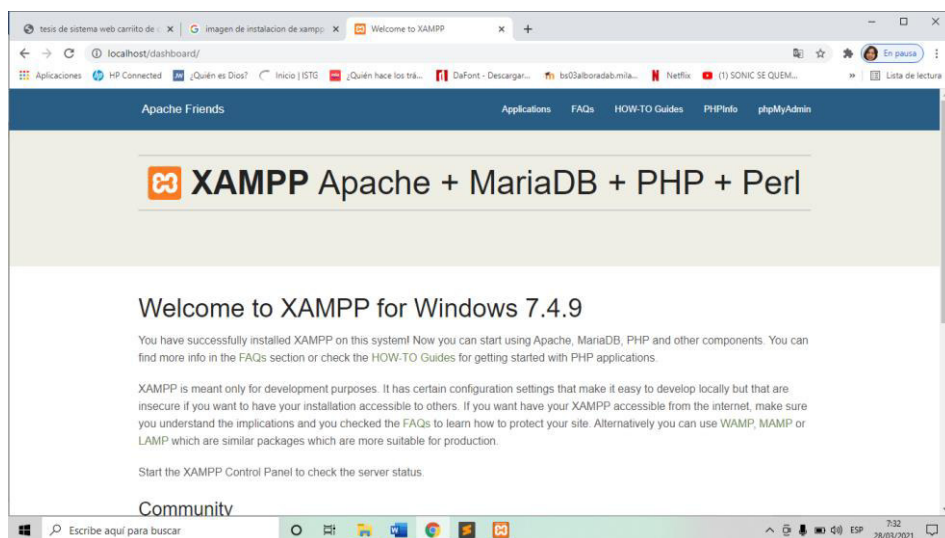 tesis de sistema web carriito de c
imagen de instalacion de xampp
Welcome to XAMPP
localhost/dashboard/
En pausa
Aplicaciones
HP Connected
¿Quién es Dios?
Inicio | ISTG
¿Quién hace los trá...
DaFont - Descargar...
bs03alboradab.mila...
Netflix
(1) SONIC SE QUEM...
»
Lista de lectura
Apache Friends
Applications
FAQs
HOW-TO Guides
PHPInfo
phpMyAdmin
XAMPP Apache + MariaDB + PHP + Perl
Welcome to XAMPP for Windows 7.4.9
You have successfully installed XAMPP on this system! Now you can start using Apache, MariaDB, PHP and other components. You can
find more info in the FAQs section or check the HOW-TO Guides for getting started with PHP applications.
XAMPP is meant only for development purposes. It has certain configuration settings that make it easy to develop locally but that are
insecure if you want to have your installation accessible to others. If you want have your XAMPP accessible from the internet, make sure
you understand the implications and you checked the FAQs to learn how to protect your site. Alternatively you can use WAMP, MAMP or
LAMP which are similar packages which are more suitable for production.
Start the XAMPP Control Panel to check the server status.
Community
Escribe aquí para buscar
ESP
7:32
28/03/2021